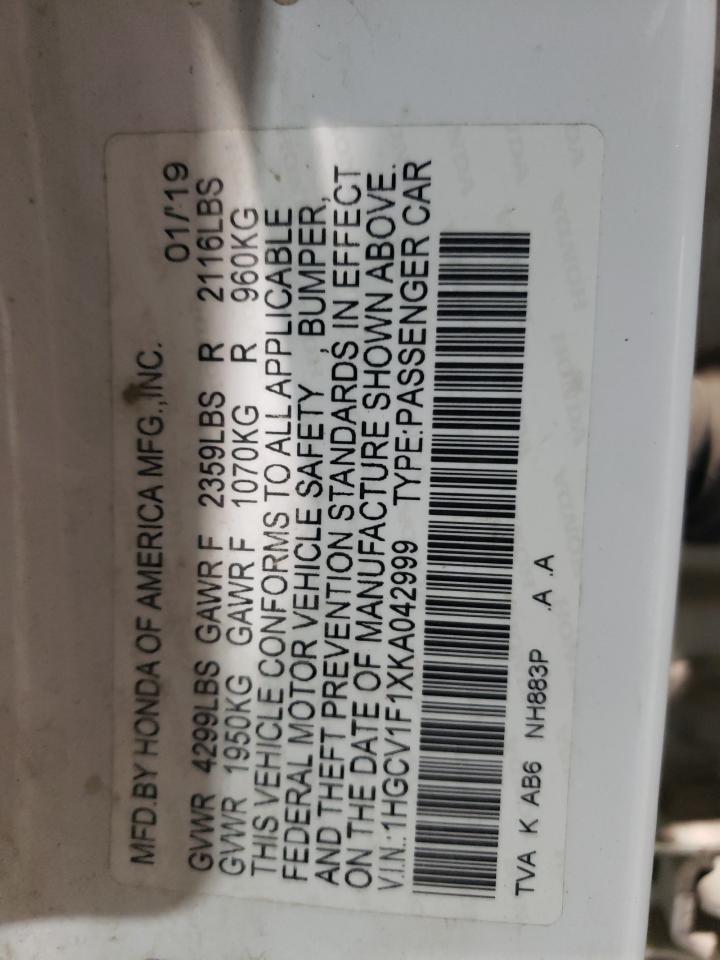 MFD.BY HONDA OF AMERICA MFG.,INC. 01/19
GVWR 4299LBS GAWR F 2359LBS R 2116LBS
GVWR 1950KG GAWR F 1070KG R 960KG
THIS VEHICLE CONFORMS TO ALL APPLICABLE
FEDERAL MOTOR VEHICLE SAFETY , BUMPER,
AND THEFT PREVENTION STANDARDS IN EFFECT
ON THE DATE OF MANUFACTURE SHOWN ABOVE.
V.I.N.:1HGCV1F1XKA042999 TYPE:PASSENGER CAR
TVA K AB6 NH883P .A .A
HONDA